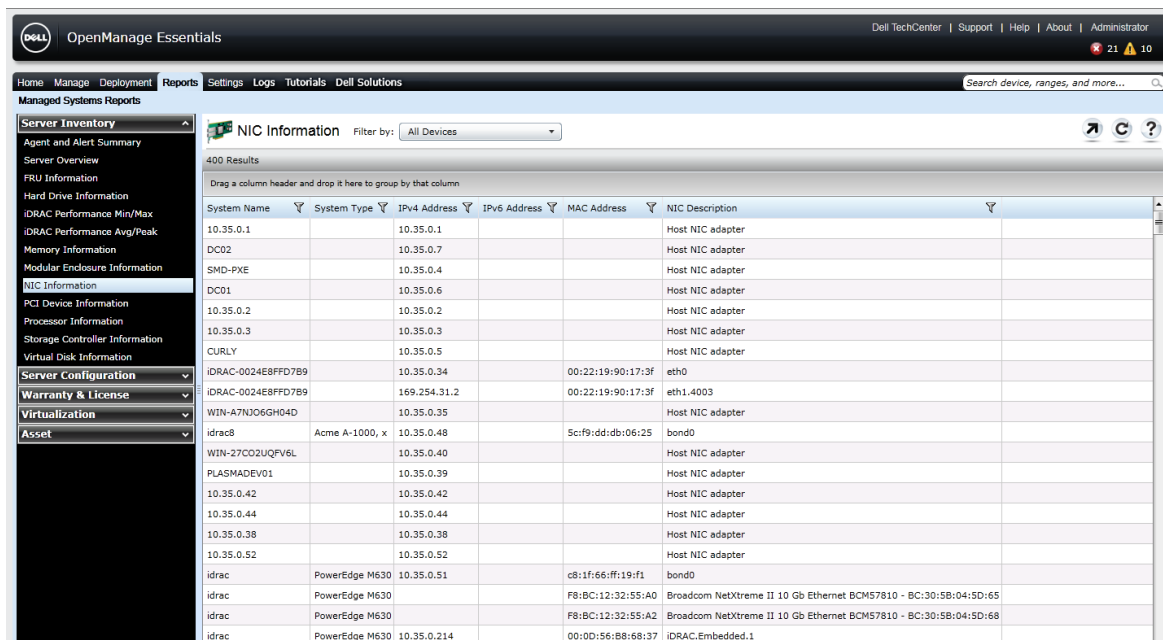 DELL OpenManage Essentials
Dell TechCenter | Support | Help | About | Administrator
21 10
Home Manage Deployment Reports Settings Logs Tutorials Dell Solutions
Search device, ranges, and more...
Managed Systems Reports
Server Inventory
Agent and Alert Summary
Server Overview
FRU Information
Hard Drive Information
iDRAC Performance Min/Max
iDRAC Performance Avg/Peak
Memory Information
Modular Enclosure Information
NIC Information
PCI Device Information
Processor Information
Storage Controller Information
Virtual Disk Information
Server Configuration
Warranty & License
Virtualization
Asset
NIC Information Filter by: All Devices
?
400 Results
Drag a column header and drop it here to group by that column
System Name System Type IPv4 Address IPv6 Address MAC Address NIC Description
10.35.0.1 10.35.0.1 Host NIC adapter
DC02 10.35.0.7 Host NIC adapter
SMD-PXE 10.35.0.4 Host NIC adapter
DC01 10.35.0.6 Host NIC adapter
10.35.0.2 10.35.0.2 Host NIC adapter
10.35.0.3 10.35.0.3 Host NIC adapter
CURLY 10.35.0.5 Host NIC adapter
iDRAC-0024E8FFD7B9 10.35.0.34 00:22:19:90:17:3f eth0
iDRAC-0024E8FFD7B9 169.254.31.2 00:22:19:90:17:3f eth1.4003
WIN-A7NJO6GH04D 10.35.0.35 Host NIC adapter
idrac8 Acme A-1000, x 10.35.0.48 5c:f9:dd:db:06:25 bond0
WIN-27CO2UQFV6L 10.35.0.40 Host NIC adapter
PLASMADEV01 10.35.0.39 Host NIC adapter
10.35.0.42 10.35.0.42 Host NIC adapter
10.35.0.44 10.35.0.44 Host NIC adapter
10.35.0.38 10.35.0.38 Host NIC adapter
10.35.0.52 10.35.0.52 Host NIC adapter
idrac PowerEdge M630 10.35.0.51 c8:1f:66:ff:19:f1 bond0
idrac PowerEdge M630 F8:BC:12:32:55:A0 Broadcom NetXtreme II 10 Gb Ethernet BCM57810 - BC:30:5B:04:5D:65
idrac PowerEdge M630 F8:BC:12:32:55:A2 Broadcom NetXtreme II 10 Gb Ethernet BCM57810 - BC:30:5B:04:5D:68
idrac PowerEdge M630 10.35.0.214 00:0D:56:B8:68:37 iDRAC.Embedded.1